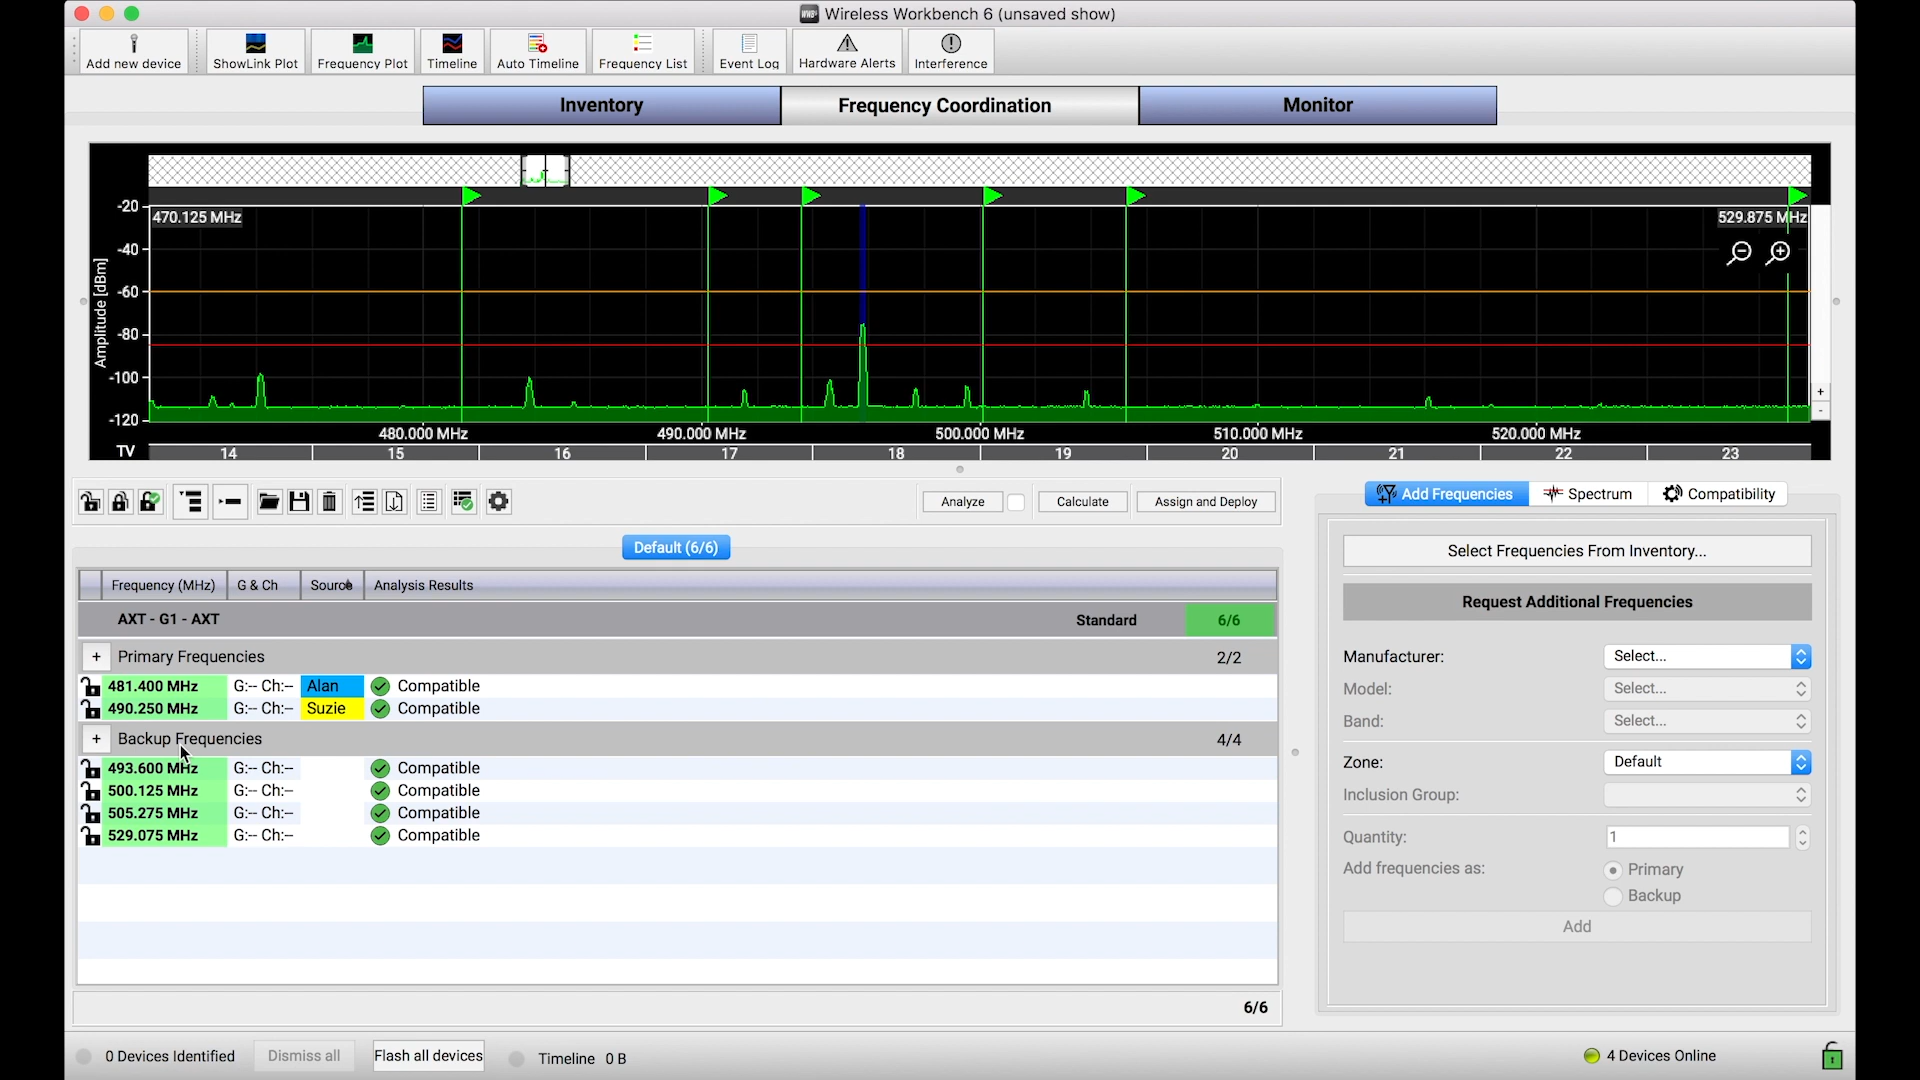 WWB6 Wireless Workbench 6 (unsaved show)
Add new device ShowLink Plot Frequency Plot Timeline Auto Timeline Frequency List Event Log Hardware Alerts Interference
Inventory Frequency Coordination Monitor
-20
470.125 MHz 529.875 MHz
-40
-60
-80
-100
-120
Amplitude [dBm]
+
-
480.000 MHz 490.000 MHz 500.000 MHz 510.000 MHz 520.000 MHz
TV 14 15 16 17 18 19 20 21 22 23
Analyze Calculate Assign and Deploy
Default (6/6)
Frequency (MHz) G & Ch Source Analysis Results
AXT - G1 - AXT Standard 6/6
+ Primary Frequencies 2/2
481.400 MHz G:-- Ch:-- Alan Compatible
490.250 MHz G:-- Ch:-- Suzie Compatible
+ Backup Frequencies 4/4
493.600 MHz G:-- Ch:-- Compatible
500.125 MHz G:-- Ch:-- Compatible
505.275 MHz G:-- Ch:-- Compatible
529.075 MHz G:-- Ch:-- Compatible
6/6
Add Frequencies Spectrum Compatibility
Select Frequencies From Inventory...
Request Additional Frequencies
Manufacturer: Select...
Model: Select...
Band: Select...
Zone: Default
Inclusion Group:
Quantity: 1
Add frequencies as: Primary
Backup
Add
0 Devices Identified Dismiss all Flash all devices Timeline 0 B 4 Devices Online